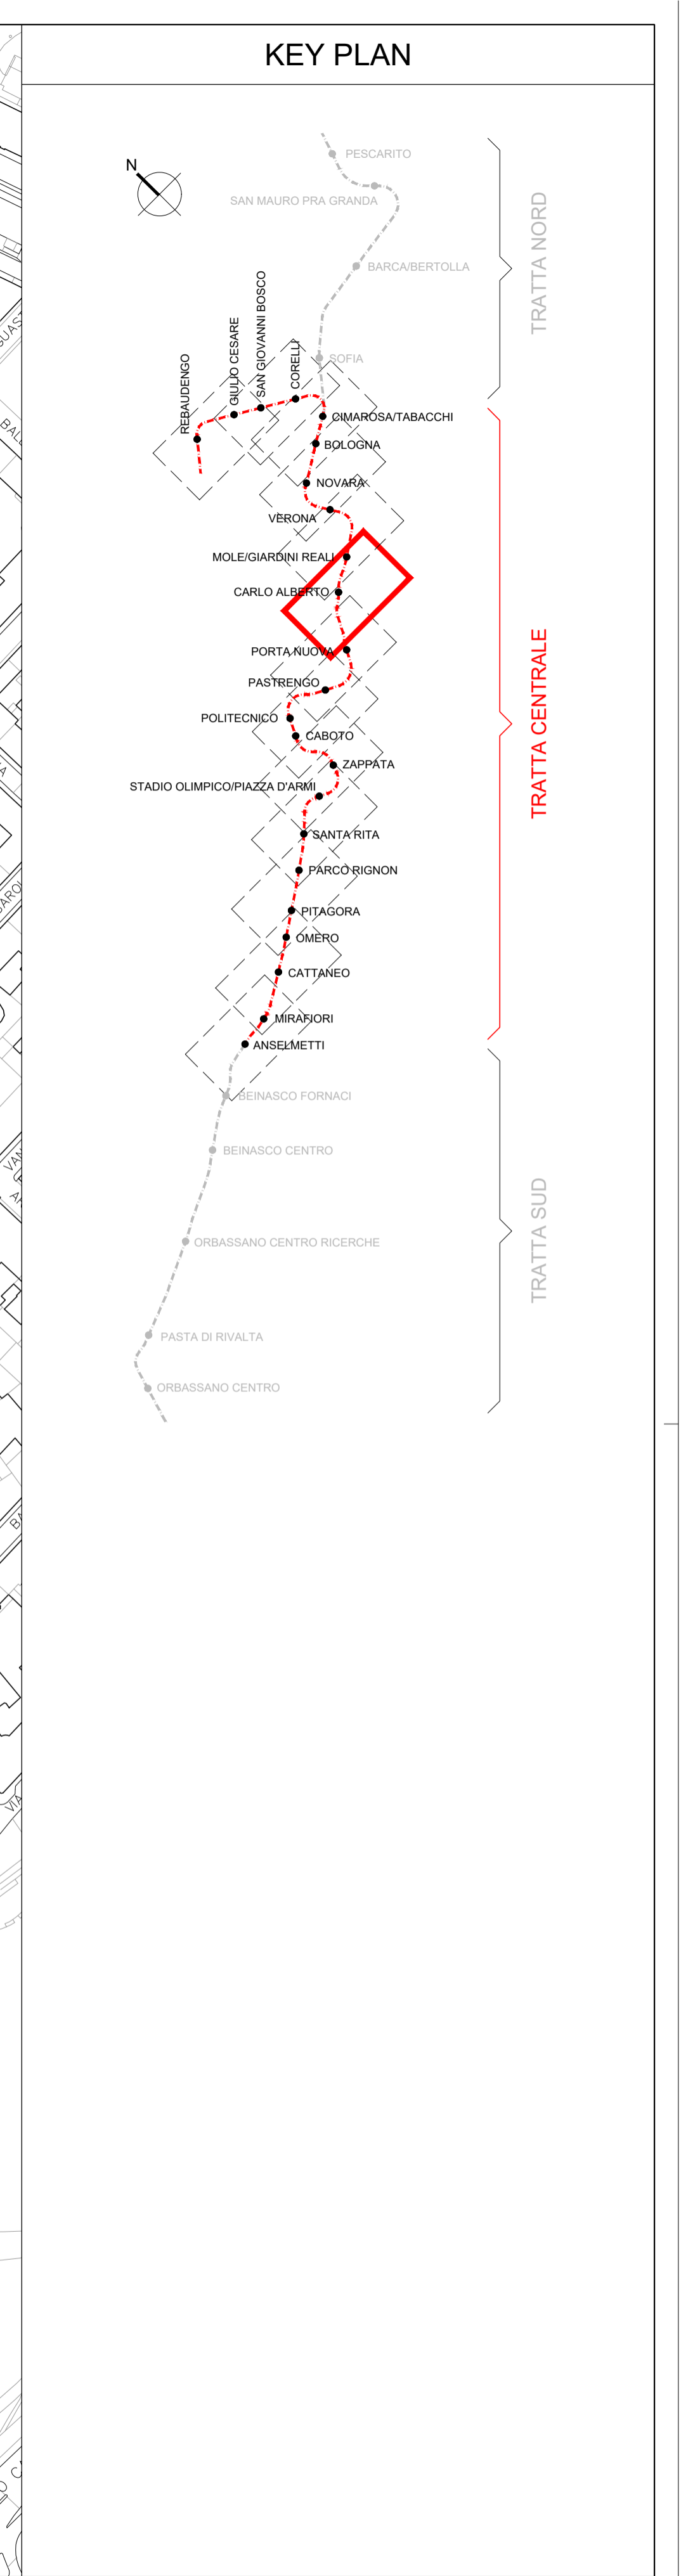 KEY PLAN
N
PESCARITO
SAN MAURO PRA GRANDA
BARCA/BERTOLLA
TRATTA NORD
SOFIA
REBAUDENGO
GIULIO CESARE
SAN GIOVANNI BOSCO
CORELLI
CIMAROSA/TABACCHI
BOLOGNA
NOVARA
VERONA
MOLE/GIARDINI REALI
CARLO ALBERTO
PORTA NUOVA
PASTRENGO
POLITECNICO
CABOTO
ZAPPATA
STADIO OLIMPICO/PIAZZA D'ARMI
TRATTA CENTRALE
SANTA RITA
PARCO RIGNON
PITAGORA
OMERO
CATTANEO
MIRAFIORI
ANSELMETTI
BEINASCO FORNACI
BEINASCO CENTRO
ORBASSANO CENTRO RICERCHE
TRATTA SUD
PASTA DI RIVALTA
ORBASSANO CENTRO
VIA